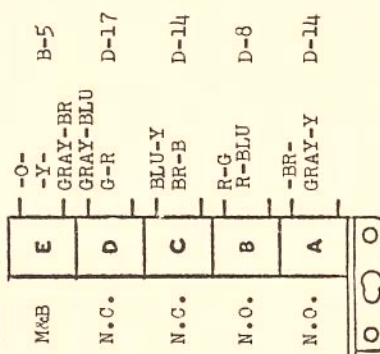 -O-
M&B E -Y- B-5
GRAY-BR
GRAY-BLU
N.C. D G-R D-17
BLU-Y
N.C. C BR-B D-14
R-G
N.O. B R-BLU D-8
-BR-
N.O. A GRAY-Y D-14